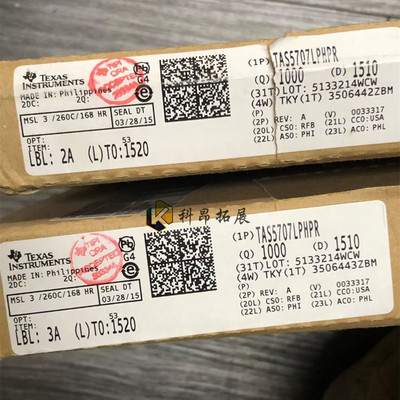 TEXAS
INSTRUMENTS
MADE IN: Philippines
2DC: 2Q:
Pb
G4
e
MSL 3 /260C/168 HR
SEAL DT
03/28/15
OPT:
ITEM: 53
LBL: 2A (L)TO:1520
(1P) TAS5707LPHPR
(Q) 1000 (D) 1510
(31T) LOT: 5133214WCW
(4W) TKY(1T) 3506442ZBM
(P)
(2P) REV: A (V) 0033317
(20L) CSO: RFB (21L) CCO:USA
(22L) ASO: PHI (23L) ACO: PHL
科昂拓展
TEXAS
INSTRUMENTS
MADE IN: Philippines
2DC: 2Q:
Pb
G4
e
MSL 3 /260C/168 HR
SEAL DT
03/28/15
OPT:
ITEM: 53
LBL: 3A (L)TO:1520
(1P) TAS5707LPHPR
(Q) 1000 (D) 1510
(31T) LOT: 5133214WCW
(4W) TKY(1T) 3506443ZBM
(P)
(2P) REV: A (V) 0033317
(20L) CSO: RFB (21L) CCO:USA
(22L) ASO: PHI (23L) ACO: PHL